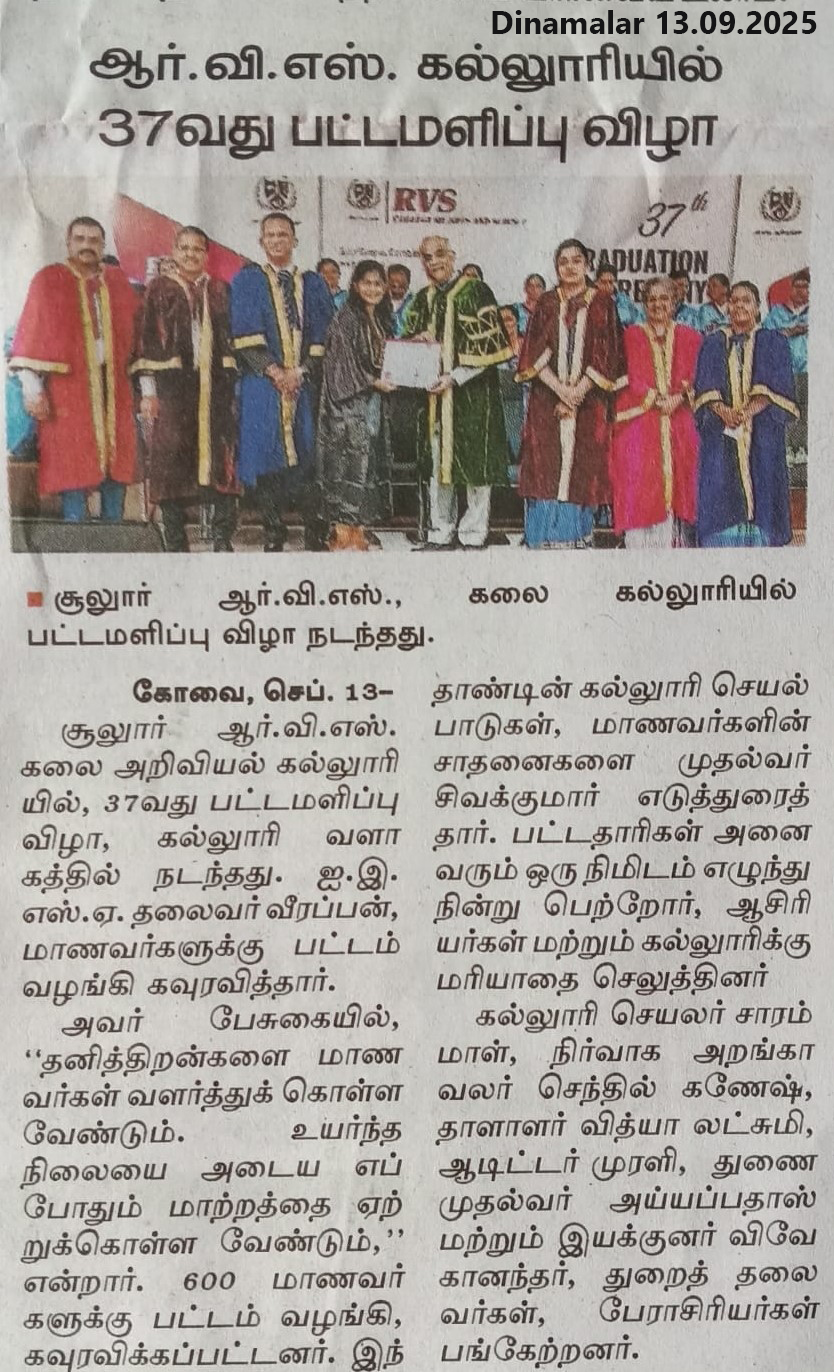 Dinamalar 13.09.2025
ஆர்.வி.எஸ். கல்லூரியில்
37வது பட்டமளிப்பு விழா
RVS
COLLEGE OF ARTS AND SCIENCE
37th
GRADUATION
சூலூர் ஆர்.வி.எஸ்., கலை கல்லூரியில்
பட்டமளிப்பு விழா நடந்தது.
கோவை, செப். 13–
சூலூர் ஆர்.வி.எஸ்.
கலை அறிவியல் கல்லூரி
யில், 37வது பட்டமளிப்பு
விழா, கல்லூரி வளா
கத்தில் நடந்தது. ஐ.இ.
எஸ்.ஏ. தலைவர் வீரப்பன்,
மாணவர்களுக்கு பட்டம்
வழங்கி கவுரவித்தார்.
அவர் பேசுகையில்,
‘‘தனித்திறன்களை மாண
வர்கள் வளர்த்துக் கொள்ள
வேண்டும். உயர்ந்த
நிலையை அடைய எப்
போதும் மாற்றத்தை ஏற்
றுக்கொள்ள வேண்டும்,’’
என்றார். 600 மாணவர்
களுக்கு பட்டம் வழங்கி,
கவுரவிக்கப்பட்டனர். இந்
தாண்டின் கல்லூரி செயல்
பாடுகள், மாணவர்களின்
சாதனைகளை முதல்வர்
சிவக்குமார் எடுத்துரைத்
தார். பட்டதாரிகள் அனை
வரும் ஒரு நிமிடம் எழுந்து
நின்று பெற்றோர், ஆசிரி
யர்கள் மற்றும் கல்லூரிக்கு
மரியாதை செலுத்தினர்
கல்லூரி செயலர் சாரம்
மாள், நிர்வாக அறங்கா
வலர் செந்தில் கணேஷ்,
தாளாளர் வித்யா லட்சுமி,
ஆடிட்டர் முரளி, துணை
முதல்வர் அய்யப்பதாஸ்
மற்றும் இயக்குனர் விவே
கானந்தர், துறைத் தலை
வர்கள், பேராசிரியர்கள்
பங்கேற்றனர்.